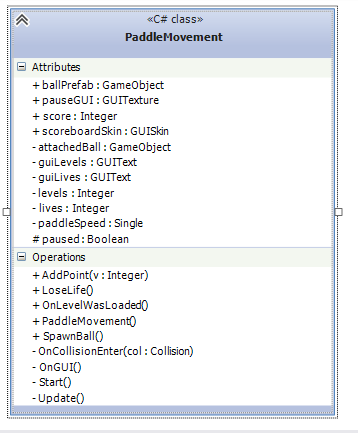 «C# class»
PaddleMovement
Attributes
+ ballPrefab : GameObject
+ pauseGUI : GUITexture
+ score : Integer
+ scoreboardSkin : GUISkin
- attachedBall : GameObject
- guiLevels : GUIText
- guiLives : GUIText
- levels : Integer
- lives : Integer
- paddleSpeed : Single
# paused : Boolean
Operations
+ AddPoint(v : Integer)
+ LoseLife()
+ OnLevelWasLoaded()
+ PaddleMovement()
+ SpawnBall()
- OnCollisionEnter(col : Collision)
- OnGUI()
- Start()
- Update()